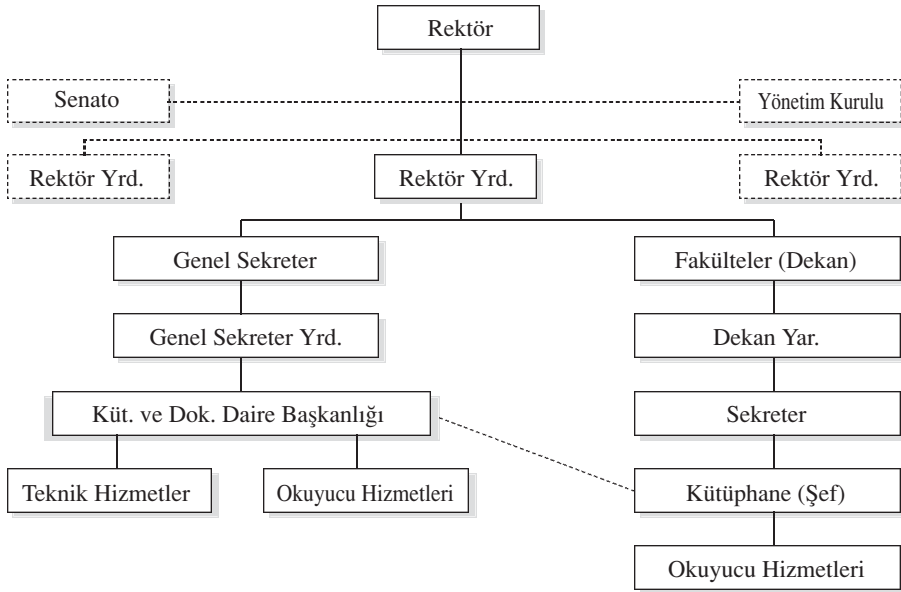 Rektör
Senato
Yönetim Kurulu
Rektör Yrd.
Rektör Yrd.
Rektör Yrd.
Genel Sekreter
Fakülteler (Dekan)
Genel Sekreter Yrd.
Dekan Yar.
Küt. ve Dok. Daire Başkanlığı
Sekreter
Teknik Hizmetler
Okuyucu Hizmetleri
Kütüphane (Şef)
Okuyucu Hizmetleri